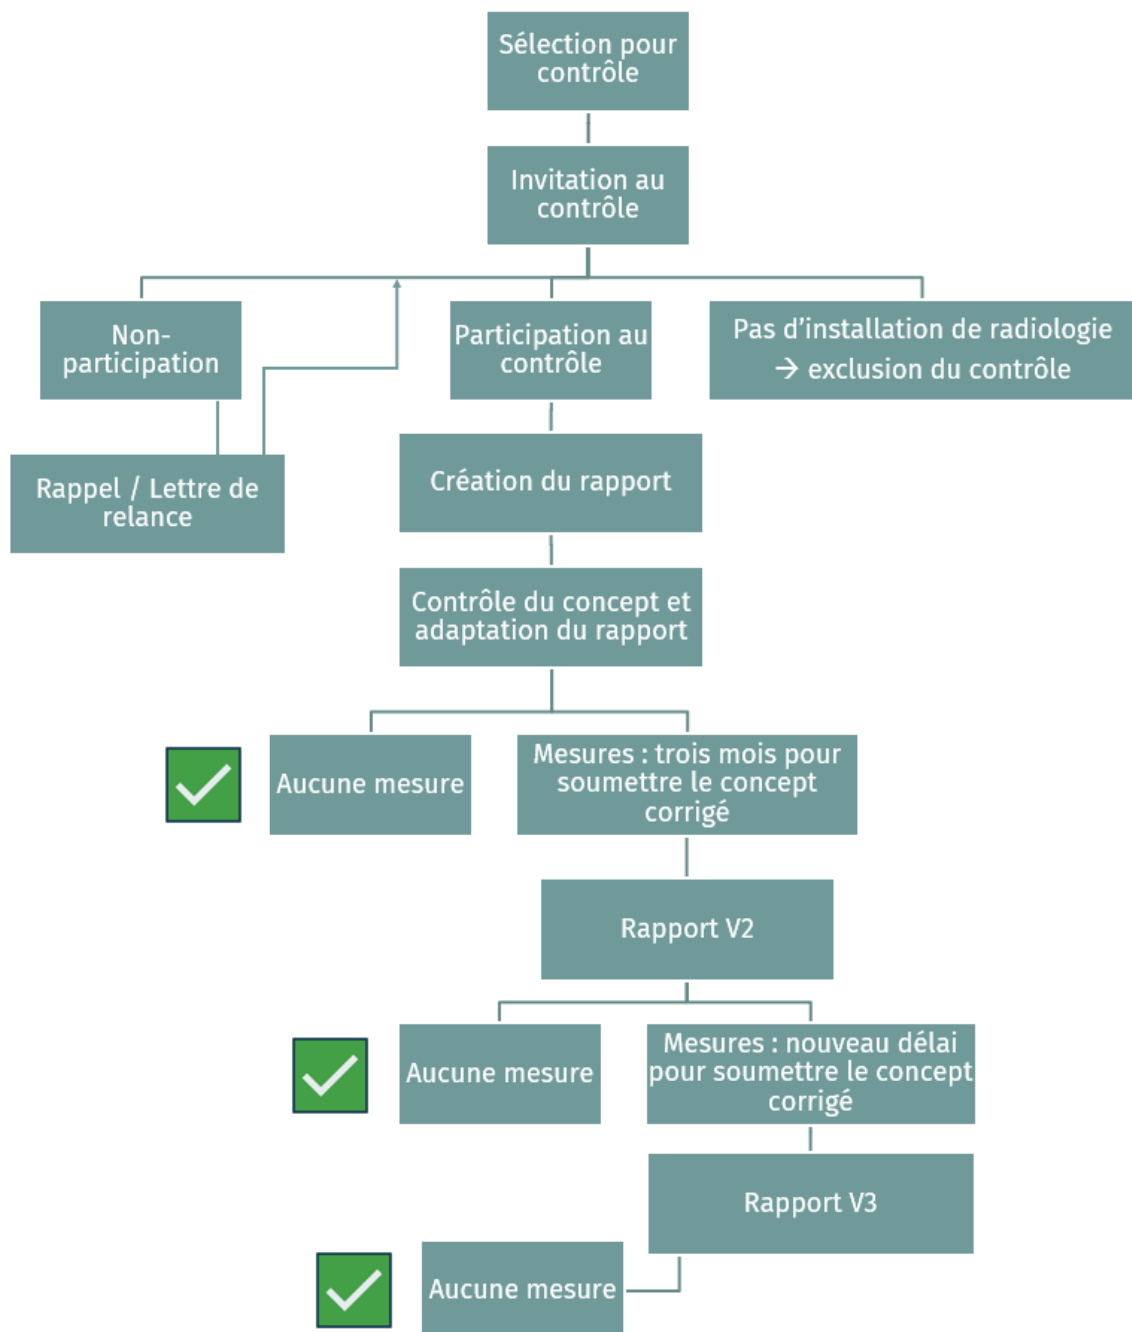 Sélection pour
contrôle
Invitation au
contrôle
Non-
participation
Participation au
contrôle
Pas d’installation de radiologie
→ exclusion du contrôle
Rappel / Lettre de
relance
Création du rapport
Contrôle du concept et
adaptation du rapport
Aucune mesure
Mesures : trois mois pour
soumettre le concept
corrigé
Rapport V2
Aucune mesure
Mesures : nouveau délai
pour soumettre le concept
corrigé
Rapport V3
Aucune mesure